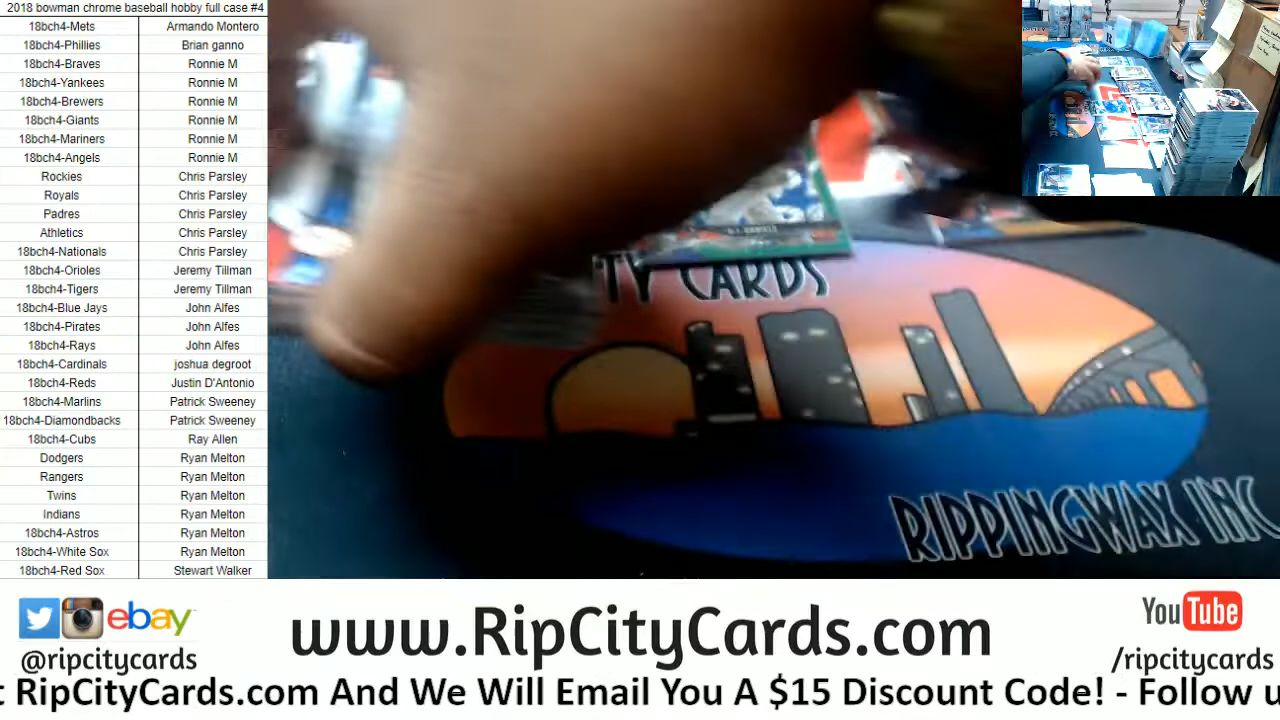 2018 bowman chrome baseball hobby full case #4
18bch4-Mets Armando Montero
18bch4-Phillies Brian ganno
18bch4-Braves Ronnie M
18bch4-Yankees Ronnie M
18bch4-Brewers Ronnie M
18bch4-Giants Ronnie M
18bch4-Mariners Ronnie M
18bch4-Angels Ronnie M
Rockies Chris Parsley
Royals Chris Parsley
Padres Chris Parsley
Athletics Chris Parsley
18bch4-Nationals Chris Parsley
18bch4-Orioles Jeremy Tillman
18bch4-Tigers Jeremy Tillman
18bch4-Blue Jays John Alfes
18bch4-Pirates John Alfes
18bch4-Rays John Alfes
18bch4-Cardinals joshua degroot
18bch4-Reds Justin D'Antonio
18bch4-Marlins Patrick Sweeney
18bch4-Diamondbacks Patrick Sweeney
18bch4-Cubs Ray Allen
Dodgers Ryan Melton
Rangers Ryan Melton
Twins Ryan Melton
Indians Ryan Melton
18bch4-Astros Ryan Melton
18bch4-White Sox Ryan Melton
18bch4-Red Sox Stewart Walker
TY CARDS
RIPPINGWAX INC
ebay
@ripcitycards
www.RipCityCards.com
YouTube
/ripcitycards
t RipCityCards.com And We Will Email You A $15 Discount Code! - Follow u